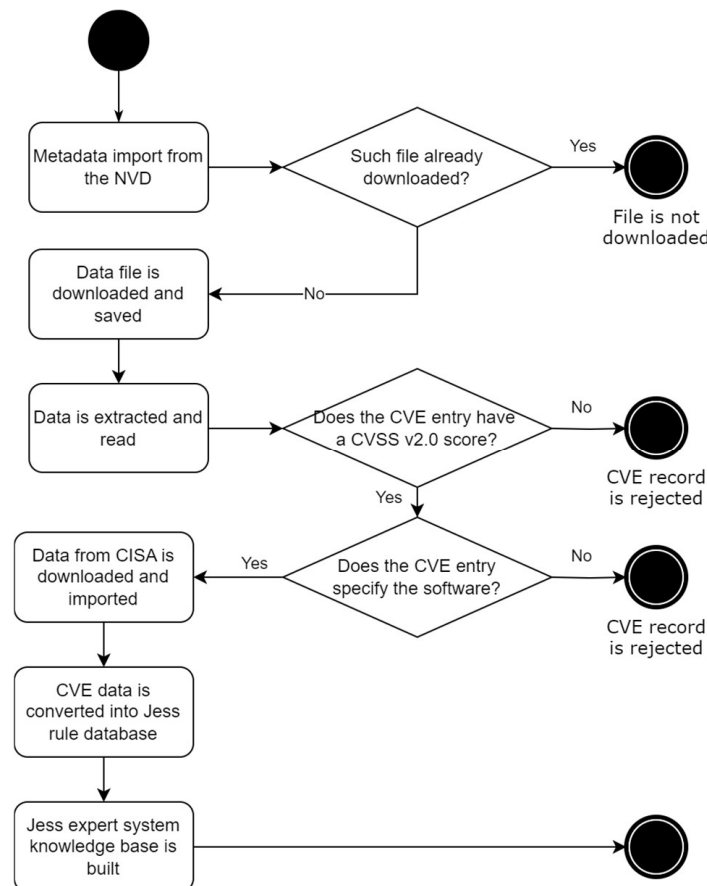 Metadata import from
the NVD
Such file already
downloaded?
Yes
File is not
downloaded
Data file is
downloaded and
saved
No
Data is extracted and
read
Does the CVE entry have
a CVSS v2.0 score?
No
CVE record
is rejected
Yes
Data from CISA is
downloaded and
imported
Yes
Does the CVE entry
specify the software?
No
CVE record
is rejected
CVE data is
converted into Jess
rule database
Jess expert system
knowledge base is
built